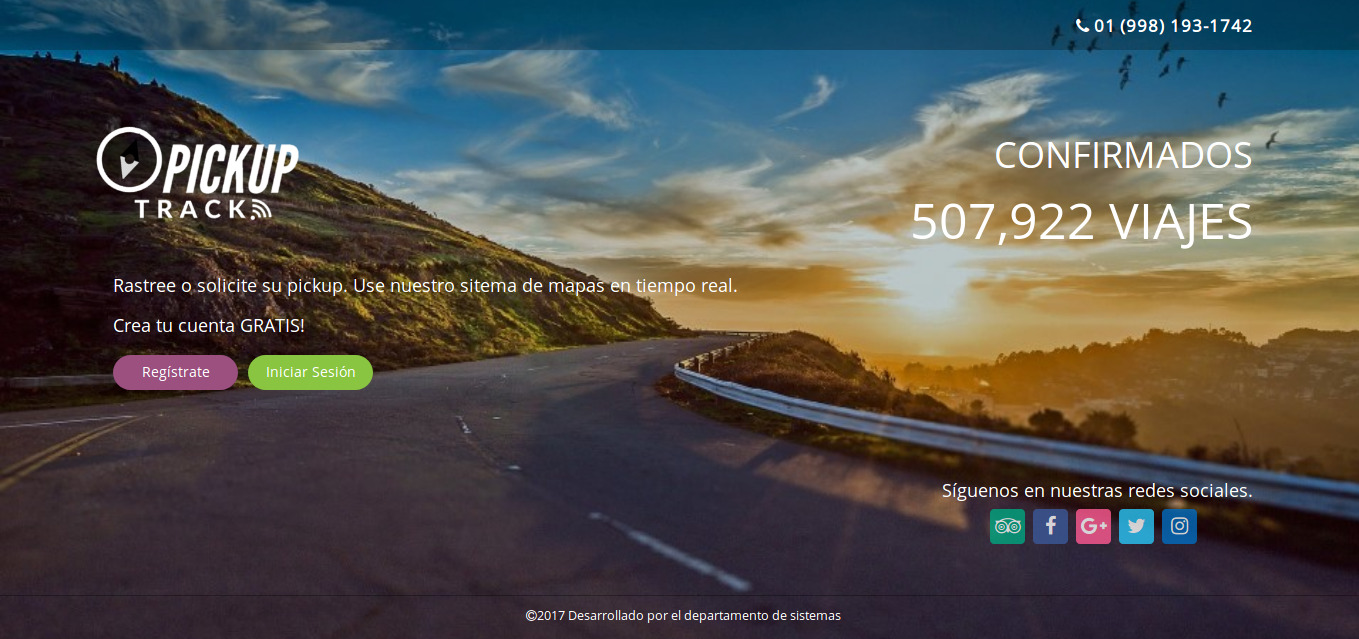 01 (998) 193-1742
PICKUP
TRACK
CONFIRMADOS
507,922 VIAJES
Rastree o solicite su pickup. Use nuestro sitema de mapas en tiempo real.
Crea tu cuenta GRATIS!
Regístrate
Iniciar Sesión
Síguenos en nuestras redes sociales.
©2017 Desarrollado por el departamento de sistemas